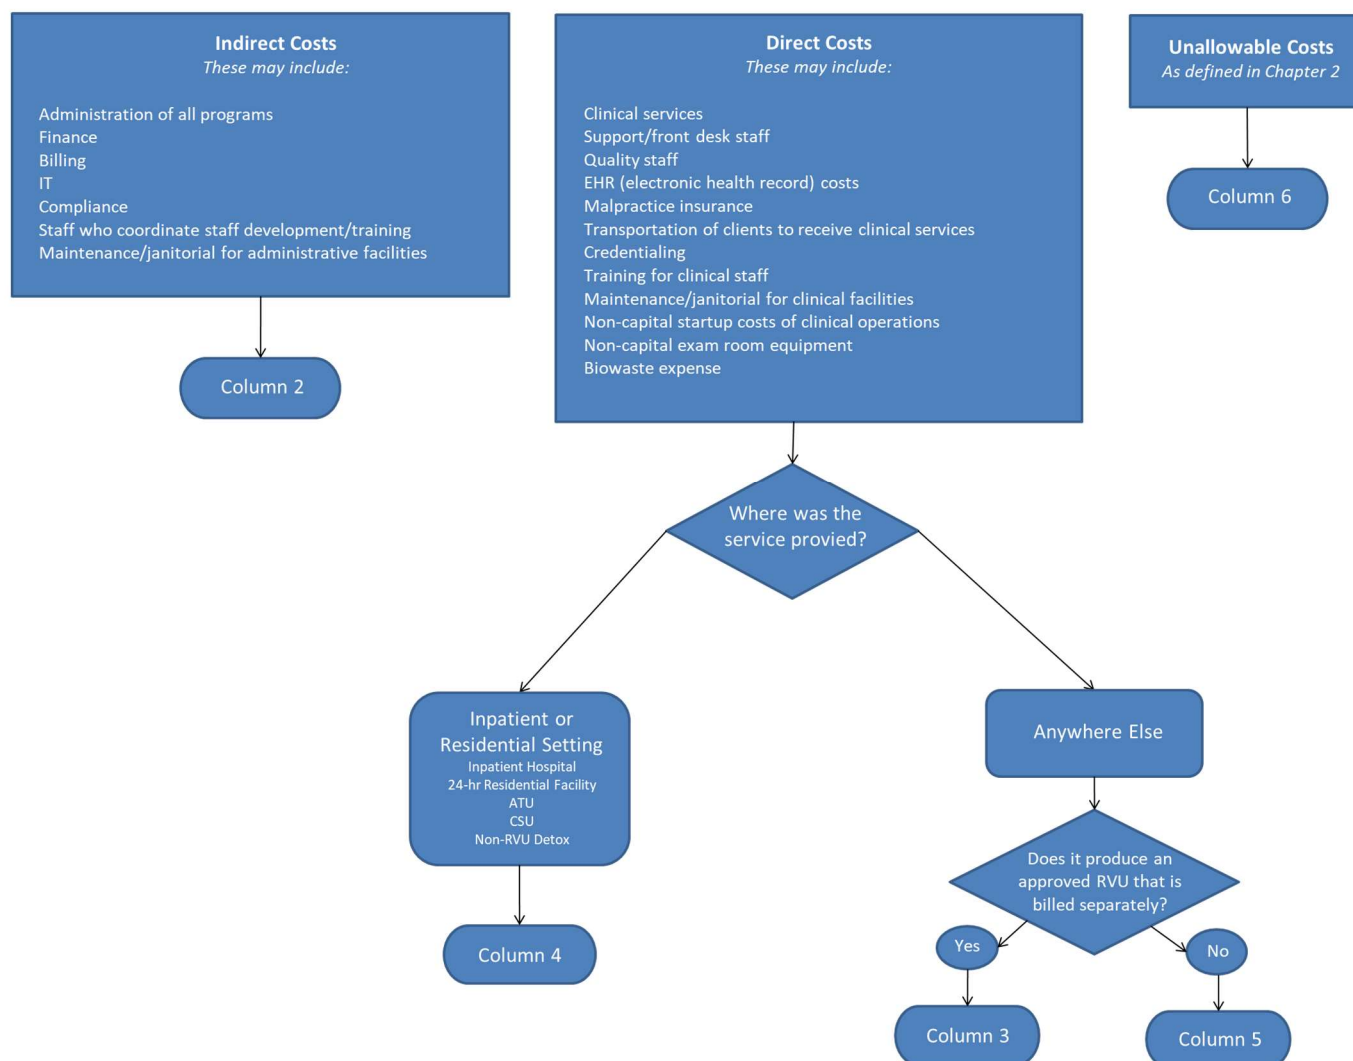 Indirect Costs
These may include:
Administration of all programs
Finance
Billing
IT
Compliance
Staff who coordinate staff development/training
Maintenance/janitorial for administrative facilities
Column 2
Direct Costs
These may include:
Clinical services
Support/front desk staff
Quality staff
EHR (electronic health record) costs
Malpractice insurance
Transportation of clients to receive clinical services
Credentialing
Training for clinical staff
Maintenance/janitorial for clinical facilities
Non-capital startup costs of clinical operations
Non-capital exam room equipment
Biowaste expense
Unallowable Costs
As defined in Chapter 2
Column 6
Where was the
service provied?
Inpatient or
Residential Setting
Inpatient Hospital
24-hr Residential Facility
ATU
CSU
Non-RVU Detox
Column 4
Anywhere Else
Does it produce an
approved RVU that is
billed separately?
Yes
No
Column 3
Column 5